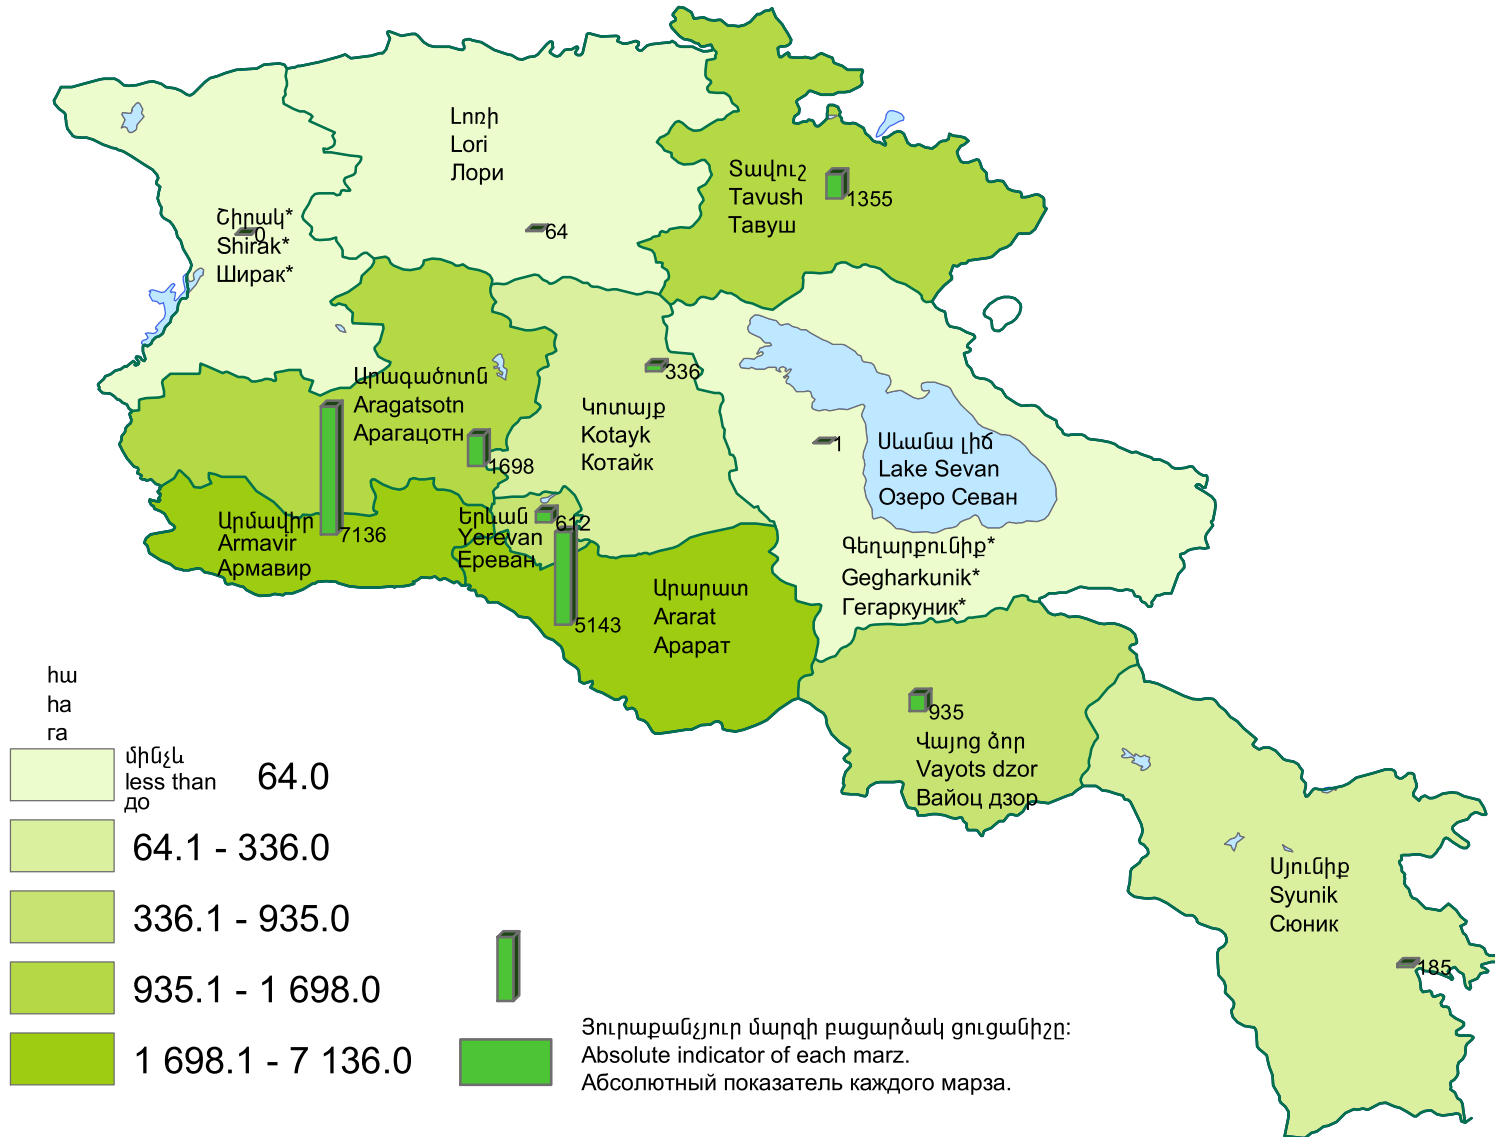 Լոռի
Lori
Лори
64
Տավուշ
Tavush
Тавуш
1355
Շիրակ*
Shirak*
Ширак*
0
Արագածոտն
Aragatsotn
Арагацотн
1698
Կոտայք
Kotayk
Котайк
336
1
Սևանա լիճ
Lake Sevan
Озеро Севан
Գեղարքունիք*
Gegharkunik*
Гегаркуник*
Արմավիր
Armavir
Армавир
7136
Երևան
Yerevan
Ереван
612
5143
Արարատ
Ararat
Арарат
935
Վայոց ձոր
Vayots dzor
Вайоц дзор
Սյունիք
Syunik
Сюник
185
հա
ha
га
մինչև
less than 64.0
до
64.1 - 336.0
336.1 - 935.0
935.1 - 1 698.0
1 698.1 - 7 136.0
Յուրաքանչյուր մարզի բացարձակ ցուցանիշը:
Absolute indicator of each marz.
Абсолютный показатель каждого марза.